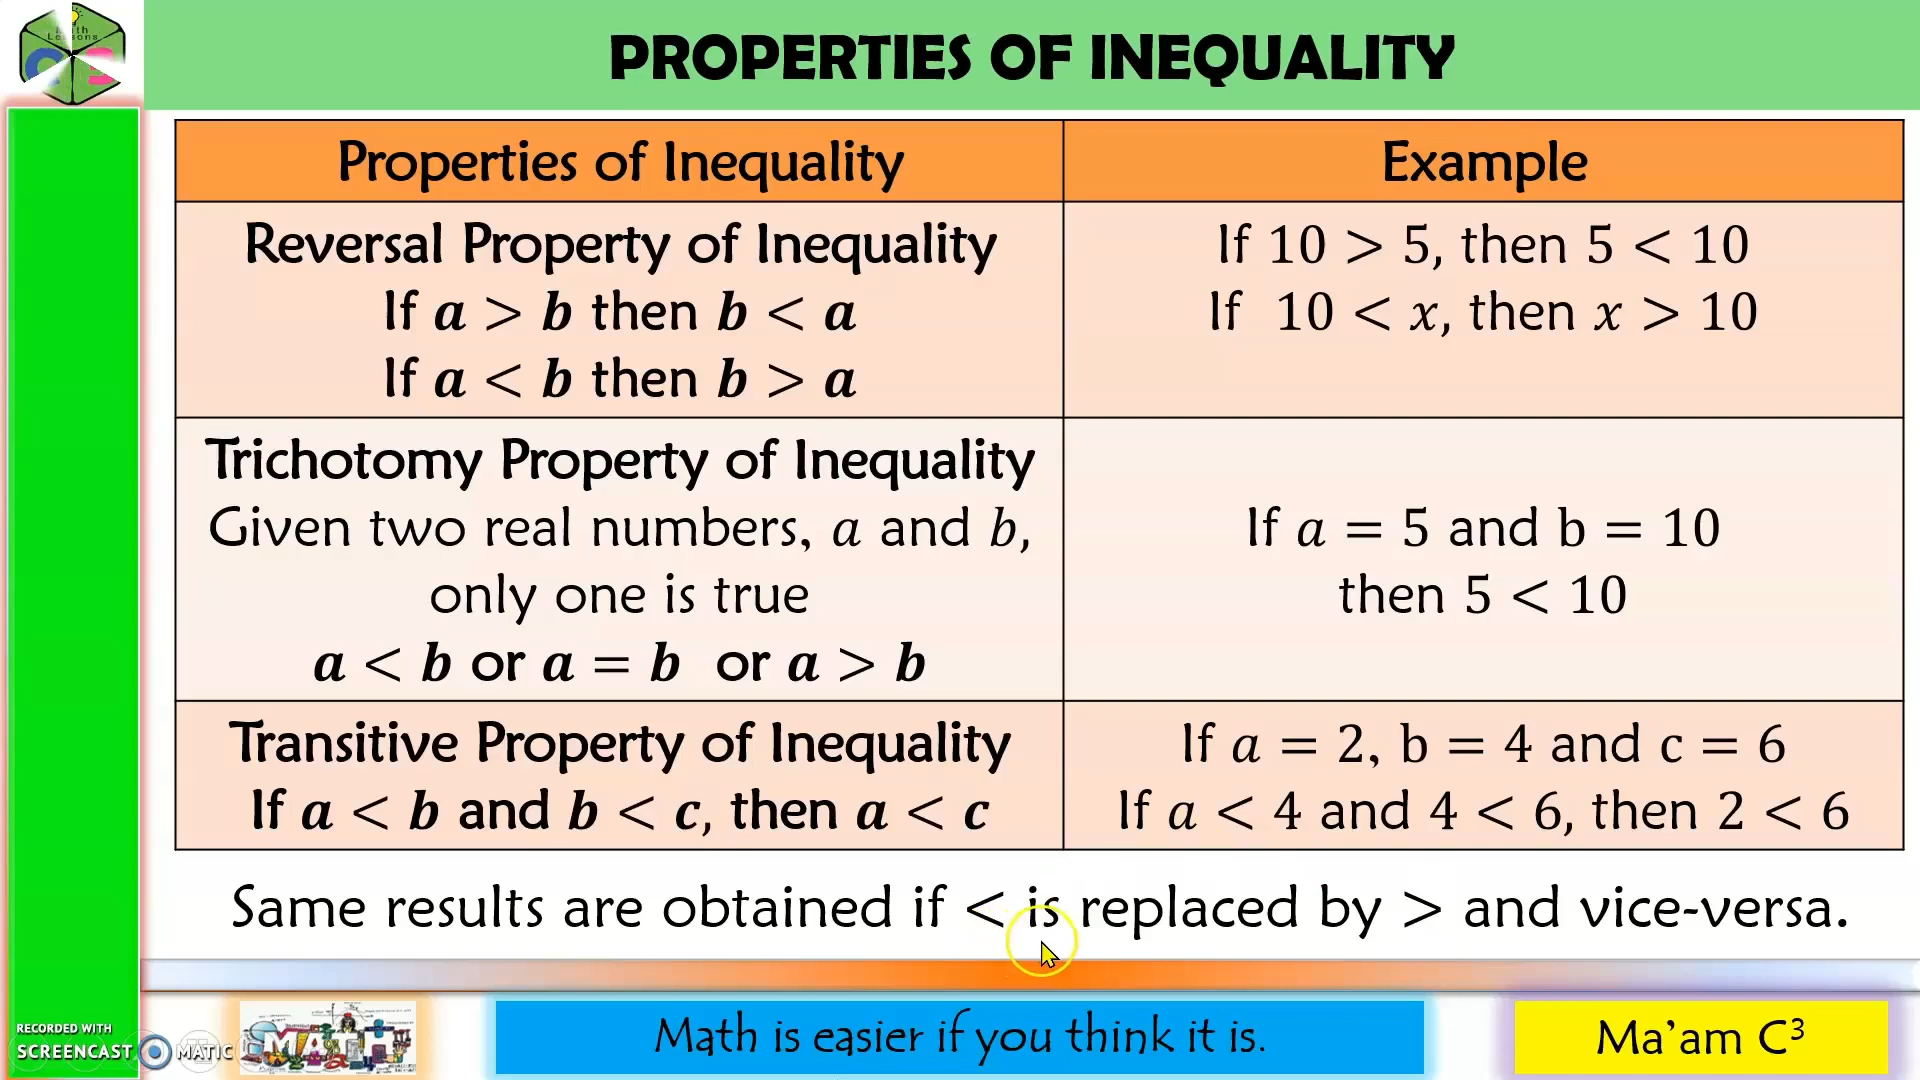 Math
Lessons
PROPERTIES OF INEQUALITY
Properties of Inequality
Example
Reversal Property of Inequality
If a > b then b < a
If a < b then b > a
If 10 > 5, then 5 < 10
If 10 < x, then x > 10
Trichotomy Property of Inequality
Given two real numbers, a and b,
only one is true
a < b or a = b or a > b
If a = 5 and b = 10
then 5 < 10
Transitive Property of Inequality
If a < b and b < c, then a < c
If a = 2, b = 4 and c = 6
If a < 4 and 4 < 6, then 2 < 6
Same results are obtained if < is replaced by > and vice-versa.
RECORDED WITH
SCREENCAST MATIC
MATH
Math is easier if you think it is.
Ma’am C³